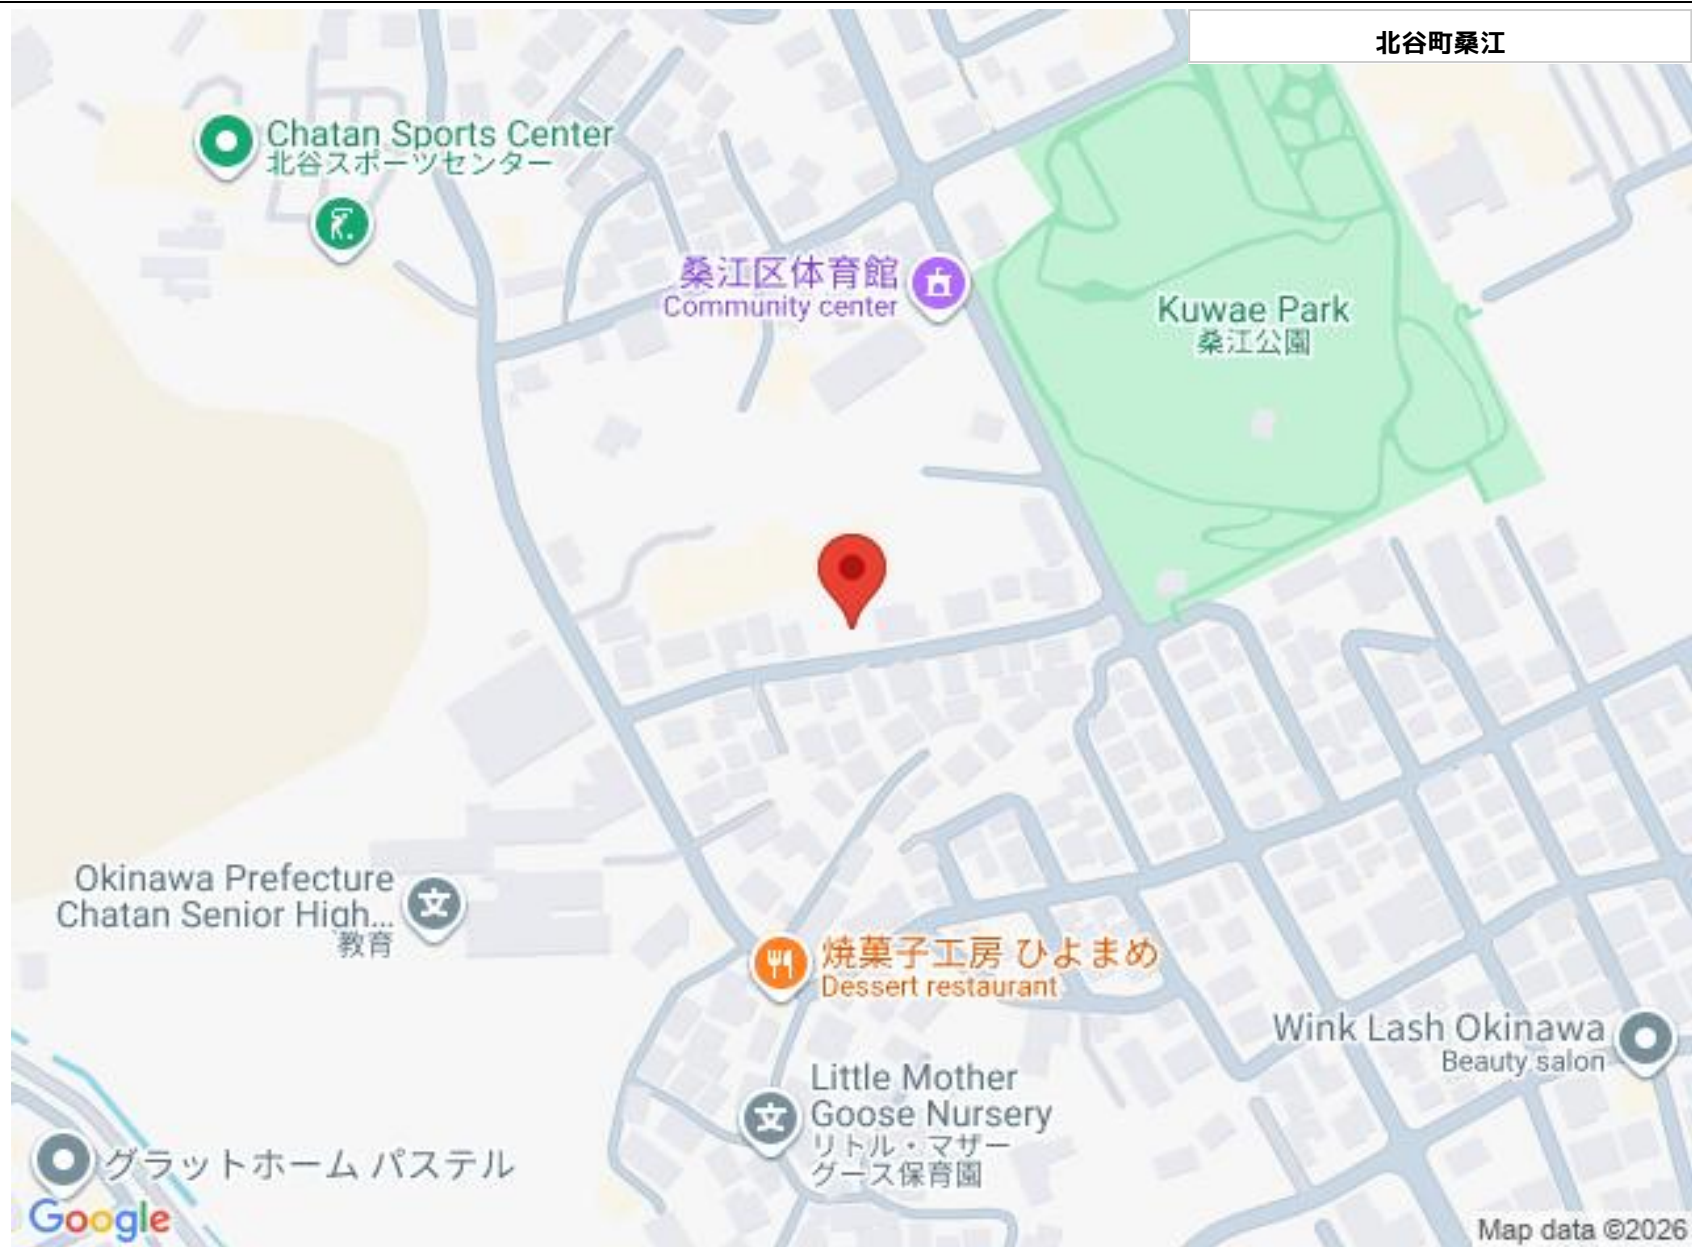 北谷町桑江
Chatan Sports Center
北谷スポーツセンター
桑江区体育館
Community center
Kuwae Park
桑江公園
Okinawa Prefecture
Chatan Senior High...
教育
焼菓子工房 ひよまめ
Dessert restaurant
Wink Lash Okinawa
Beauty salon
Little Mother
Goose Nursery
リトル・マザー
グース保育園
グラットホーム パステル
Google
Map data ©2026